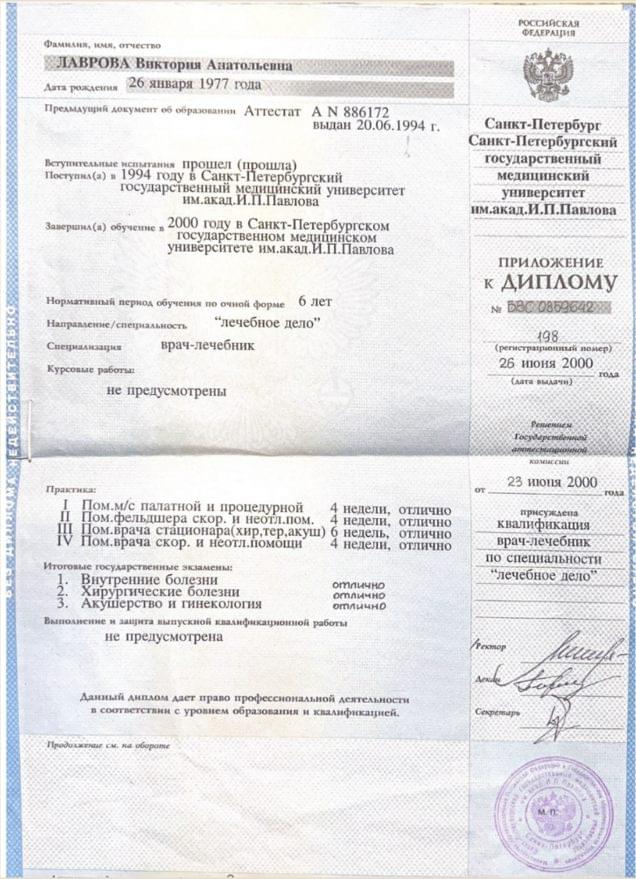 Фамилия, имя, отчество
ЛАВРОВА Виктория Анатольевна
Дата рождения 26 января 1977 года
Предыдущий документ об образовании Аттестат А N 886172
выдан 20.06.1994 г.
Вступительные испытания прошел (прошла)
Поступил(а) в 1994 году в Санкт-Петербургский
государственный медицинский университет
им.акад.И.П.Павлова
Завершил(а) обучение в 2000 году в Санкт-Петербургском
государственном медицинском
университете им.акад.И.П.Павлова
Нормативный период обучения по очной форме 6 лет
Направление/специальность "лечебное дело"
Специализация врач-лечебник
Курсовые работы:
не предусмотрены
Практика:
I Пом.м/с палатной и процедурной 4 недели, отлично
II Пом.фельдшера скор. и неотл.пом. 4 недели, отлично
III Пом.врача стационара(хир,тер,акуш) 6 недель, отлично
IV Пом.врача скор. и неотл.помощи 4 недели, отлично
Итоговые государственные экзамены:
1. Внутренние болезни отлично
2. Хирургические болезни отлично
3. Акушерство и гинекология отлично
Выполнение и защита выпускной квалификационной работы
не предусмотрена
Данный диплом дает право профессиональной деятельности
в соответствии с уровнем образования и квалификацией.
Продолжение см. на обороте
РОССИЙСКАЯ
ФЕДЕРАЦИЯ
Санкт-Петербург
Санкт-Петербургский
государственный
медицинский
университет
им.акад.И.П.Павлова
ПРИЛОЖЕНИЕ
к ДИПЛОМУ
№ БВС 0859642
198
(регистрационный номер)
26 июня 2000 года
(дата выдачи)
Решением
Государственной
аттестационной
комиссии
от 23 июня 2000 года
присуждена
квалификация
врач-лечебник
по специальности
"лечебное дело"
Ректор
Декан
Секретарь
М.П.
БЕЗ ДИПЛОМА НЕДЕЙСТВИТЕЛЬНО